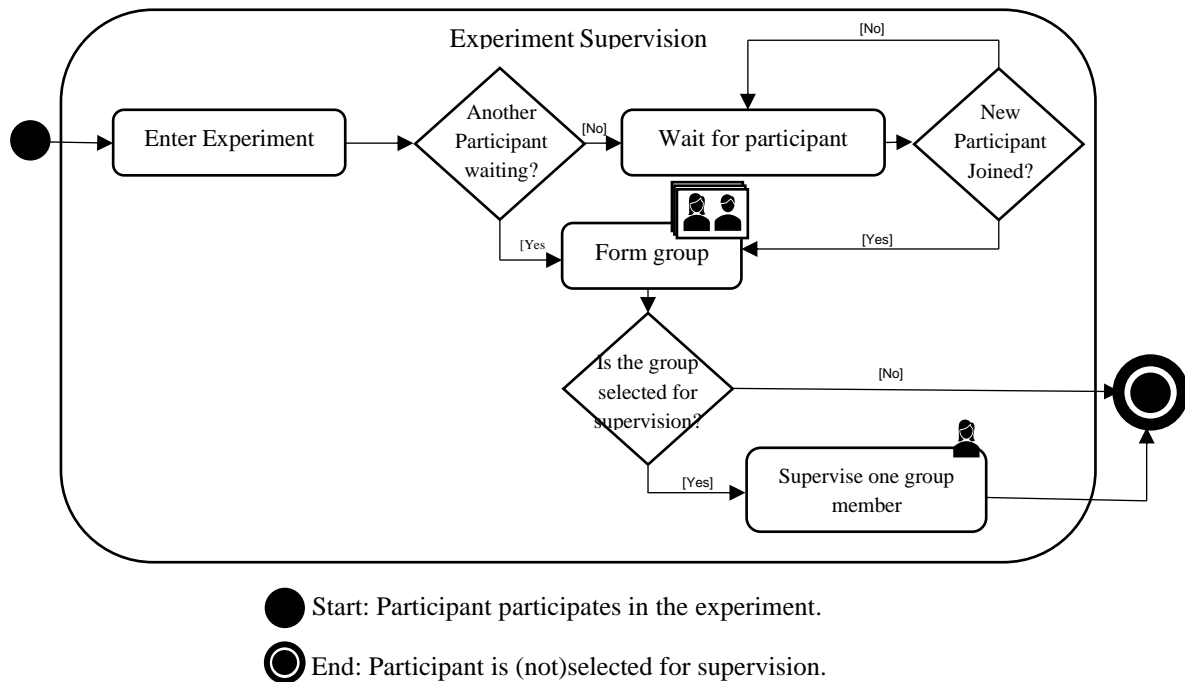 Experiment Supervision
[No]
Enter Experiment
Another
Participant
waiting?
[No]
Wait for participant
New
Participant
Joined?
[Yes
Form group
[Yes]
Is the group
selected for
supervision?
[No]
[Yes]
Supervise one group
member
Start: Participant participates in the experiment.
End: Participant is (not)selected for supervision.